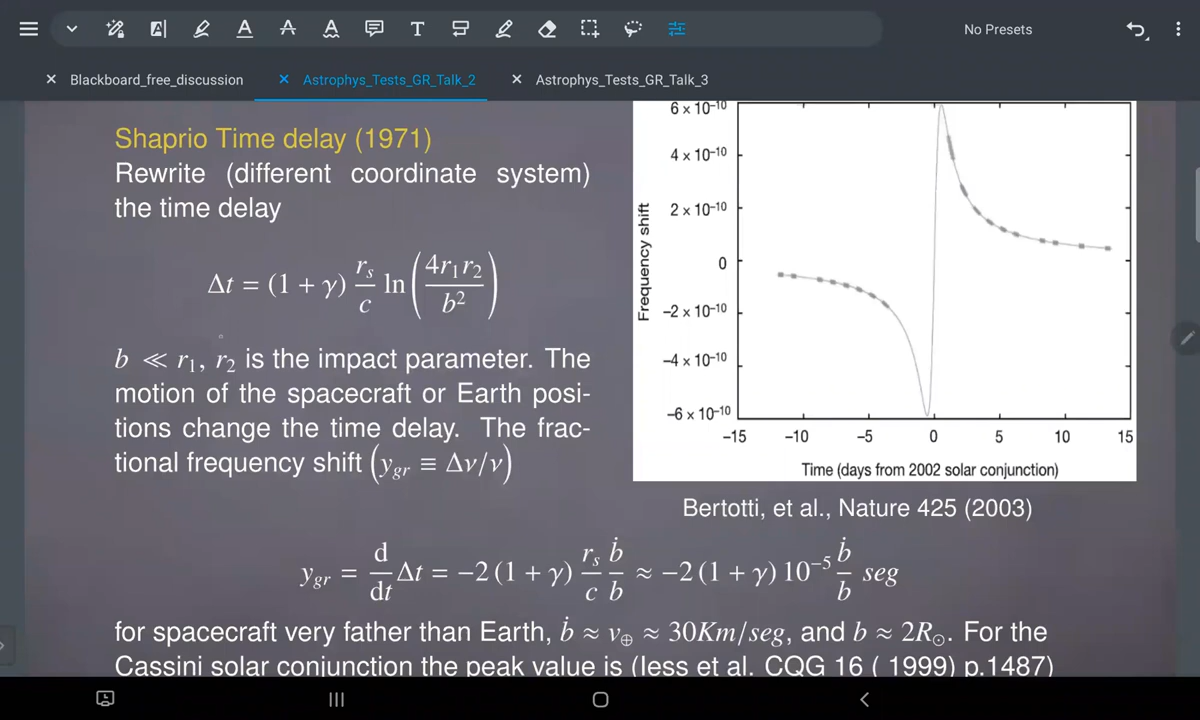 No Presets
Blackboard_free_discussion
Astrophys_Tests_GR_Talk_2
Astrophys_Tests_GR_Talk_3
Shaprio Time delay (1971)
Rewrite (different coordinate system)
the time delay
Δt = (1 + γ) r_s/c ln(4r₁r₂/b²)
b ≪ r₁, r₂ is the impact parameter. The
motion of the spacecraft or Earth posi-
tions change the time delay. The frac-
tional frequency shift (y_gr ≡ Δν/ν)
Frequency shift
6 x 10⁻¹⁰
4 x 10⁻¹⁰
2 x 10⁻¹⁰
0
−2 x 10⁻¹⁰
−4 x 10⁻¹⁰
−6 x 10⁻¹⁰
−15 −10 −5 0 5 10 15
Time (days from 2002 solar conjunction)
Bertotti, et al., Nature 425 (2003)
y_gr = d/dt Δt = −2 (1 + γ) r_s/c ḃ/b ≈ −2 (1 + γ) 10⁻⁵ ḃ/b seg
for spacecraft very father than Earth, ḃ ≈ v_⊕ ≈ 30Km/seg, and b ≈ 2R_⊙. For the
Cassini solar conjunction the peak value is (less et al. CQG 16 ( 1999) p.1487)